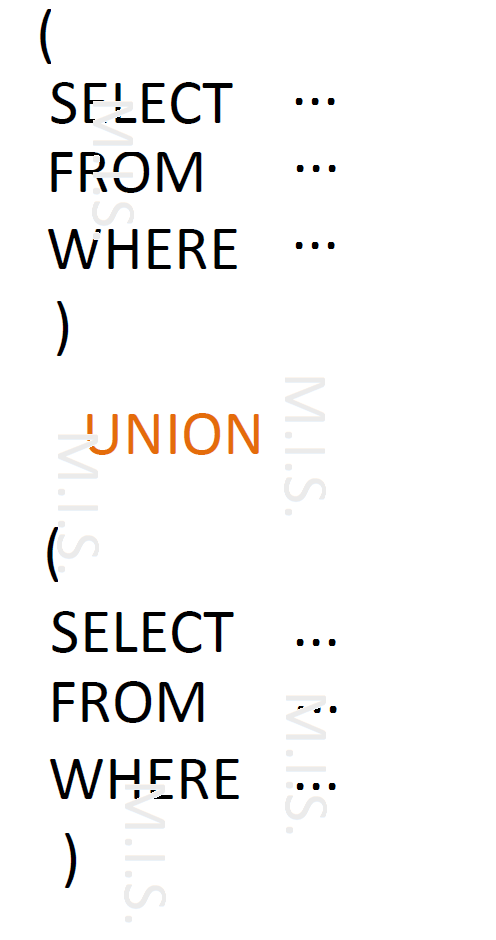 (
SELECT ...
FROM ...
WHERE ...
)
UNION
(
SELECT ...
FROM ...
WHERE ...
)
M.I.S.
M.I.S.
M.I.S.
M.I.S.
M.I.S.